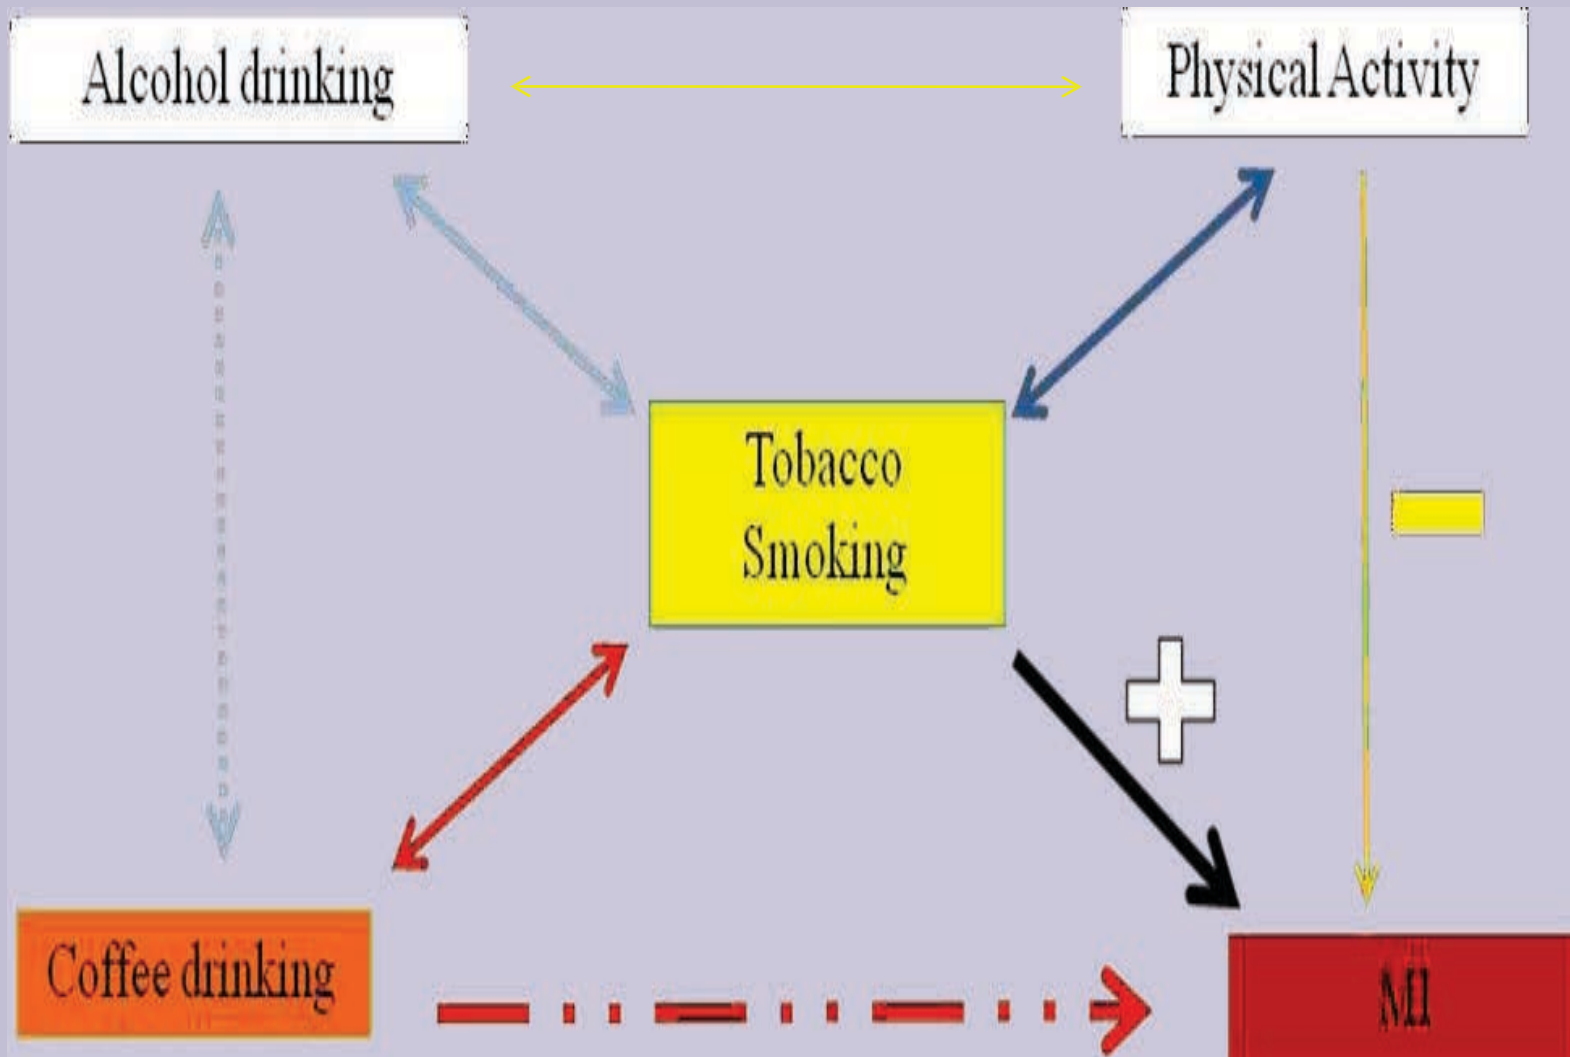 Alcohol drinking
Physical Activity
Tobacco
Smoking
Coffee drinking
MI